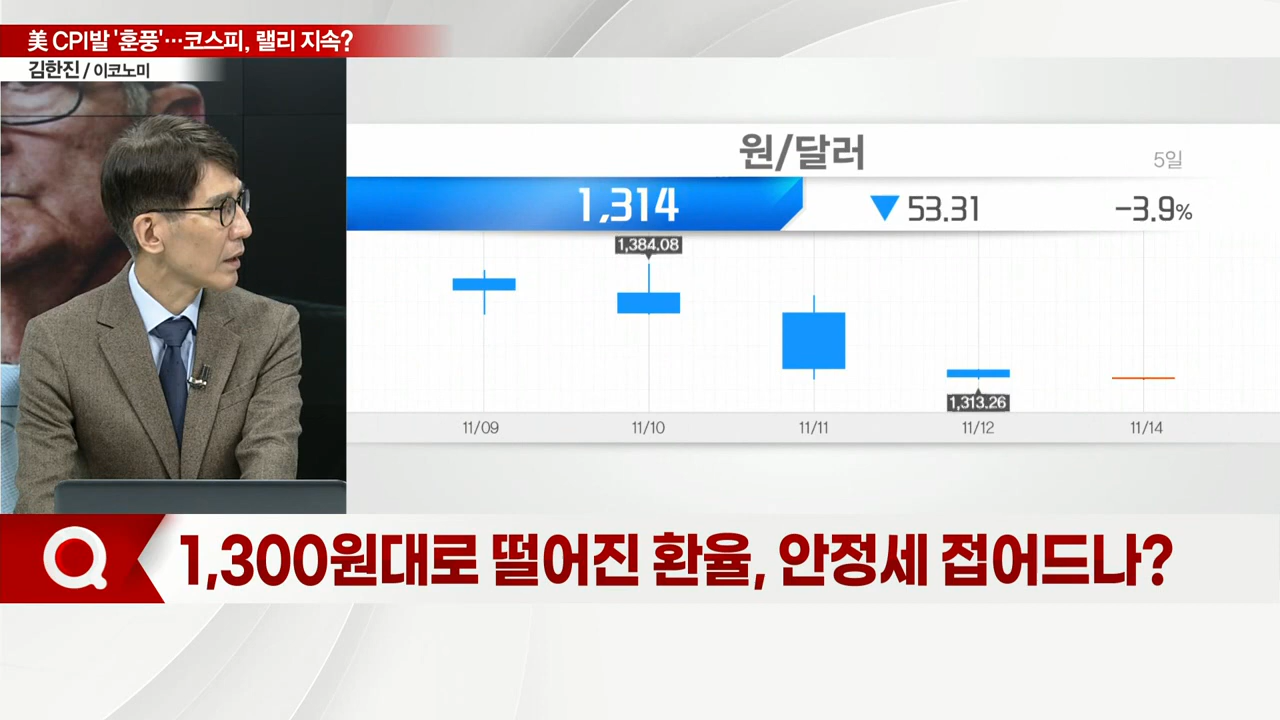 美 CPI발 '훈풍'…코스피, 랠리 지속?
김한진 / 이코노미
원/달러
5일
1,314 ▼ 53.31 -3.9%
1,384.08
1,313.26
11/09 11/10 11/11 11/12 11/14
Q 1,300원대로 떨어진 환율, 안정세 접어드나?